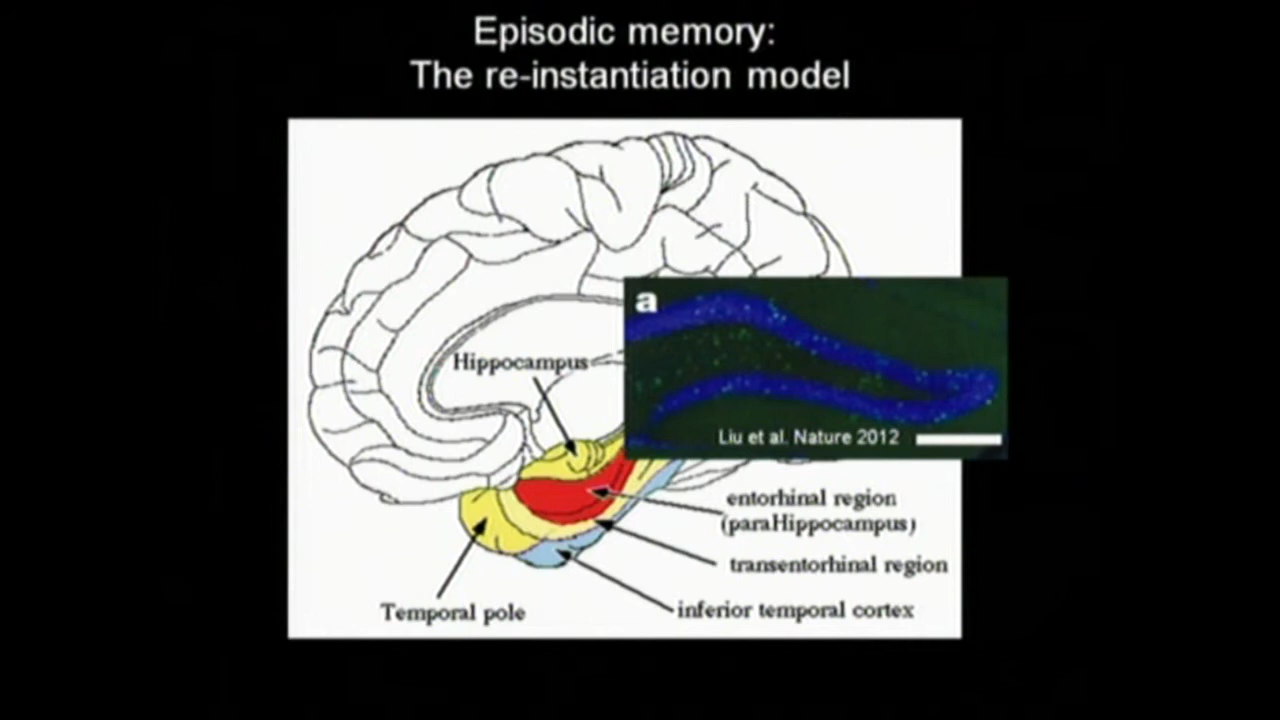 Episodic memory:
The re-instantiation model
a
Hippocampus
Liu et al. Nature 2012
entorhinal region
(paraHippocampus)
transentorhinal region
Temporal pole
inferior temporal cortex